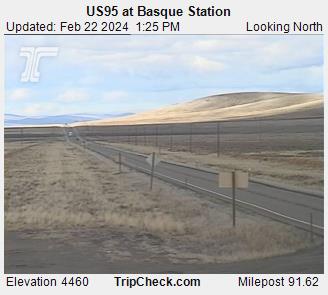 US95 at Basque Station
Updated: Feb 22 2024 1:25 PM Looking North
Elevation 4460 TripCheck.com Milepost 91.62